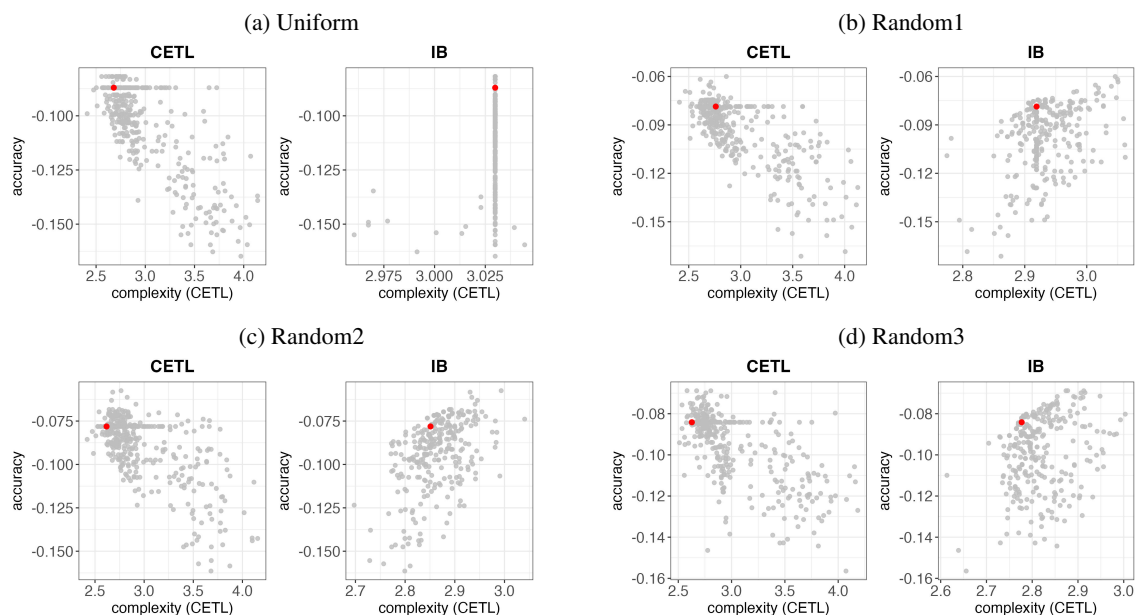 (a) Uniform
(b) Random1
CETL
IB
CETL
IB
accuracy
-0.100
-0.125
-0.150
2.5 3.0 3.5 4.0
complexity (CETL)
accuracy
-0.100
-0.125
-0.150
2.975 3.000 3.025
complexity (CETL)
accuracy
-0.06
-0.09
-0.12
-0.15
2.5 3.0 3.5 4.0
complexity (CETL)
accuracy
-0.06
-0.09
-0.12
-0.15
2.8 2.9 3.0
complexity (CETL)
(c) Random2
(d) Random3
CETL
IB
CETL
IB
accuracy
-0.075
-0.100
-0.125
-0.150
2.5 3.0 3.5 4.0
complexity (CETL)
accuracy
-0.075
-0.100
-0.125
-0.150
2.7 2.8 2.9 3.0
complexity (CETL)
accuracy
-0.08
-0.10
-0.12
-0.14
-0.16
2.5 3.0 3.5 4.0
complexity (CETL)
accuracy
-0.08
-0.10
-0.12
-0.14
-0.16
2.6 2.7 2.8 2.9 3.0
complexity (CETL)